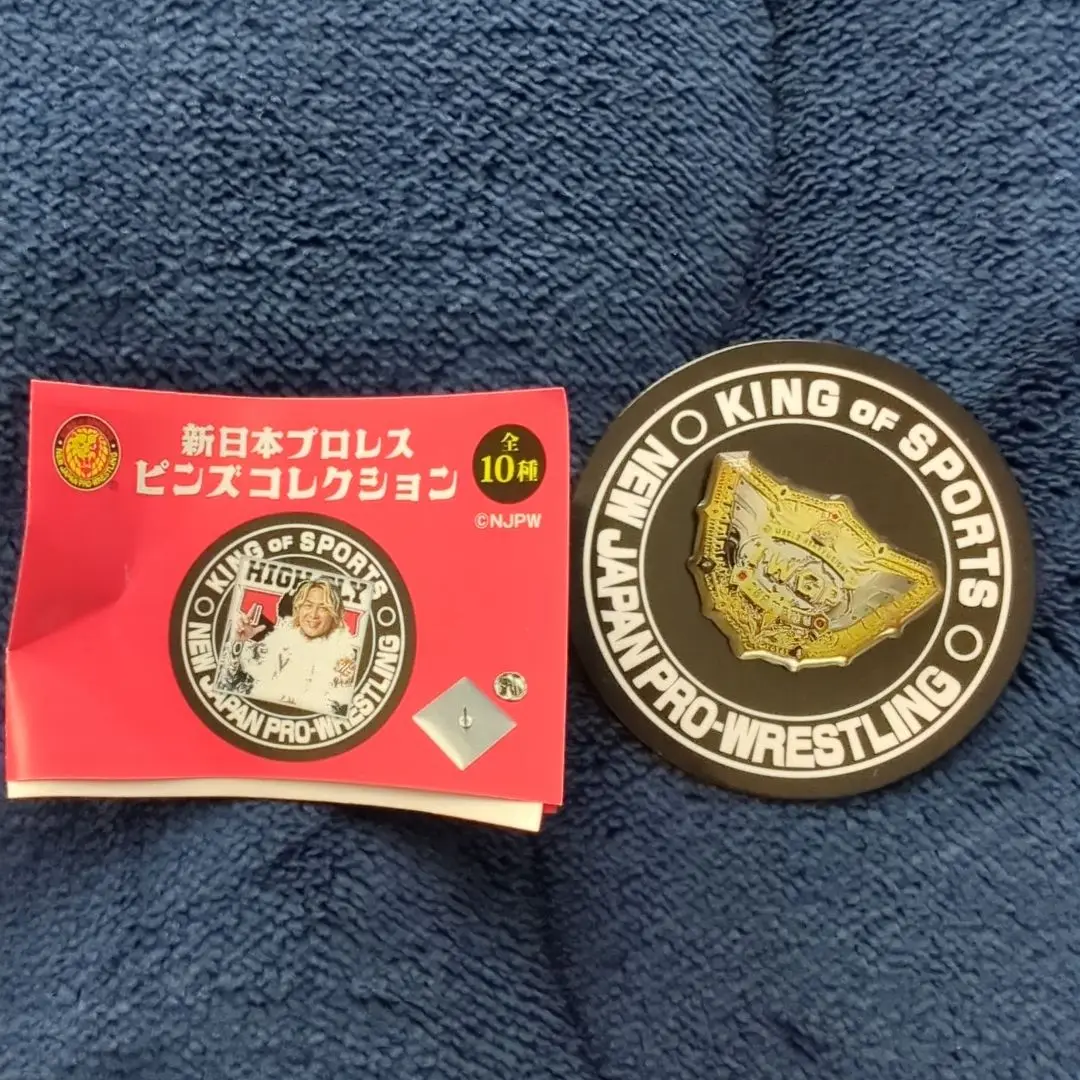 新日本プロレス
ピンズコレクション
全
10種
©NJPW
KING OF SPORTS
NEW JAPAN PRO-WRESTLING
HIGH FLY
KING OF SPORTS
NEW JAPAN PRO-WRESTLING
IWGP